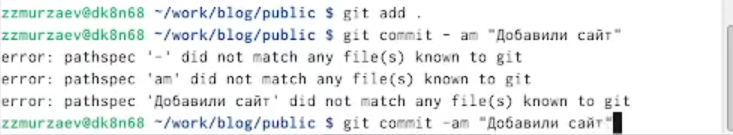 zzmurzaev@dk8n68 ~/work/blog/public $ git add .
zzmurzaev@dk8n68 ~/work/blog/public $ git commit - am "Добавили сайт"
error: pathspec '-' did not match any file(s) known to git
error: pathspec 'am' did not match any file(s) known to git
error: pathspec 'Добавили сайт' did not match any file(s) known to git
zzmurzaev@dk8n68 ~/work/blog/public $ git commit -am "Добавили сайт"